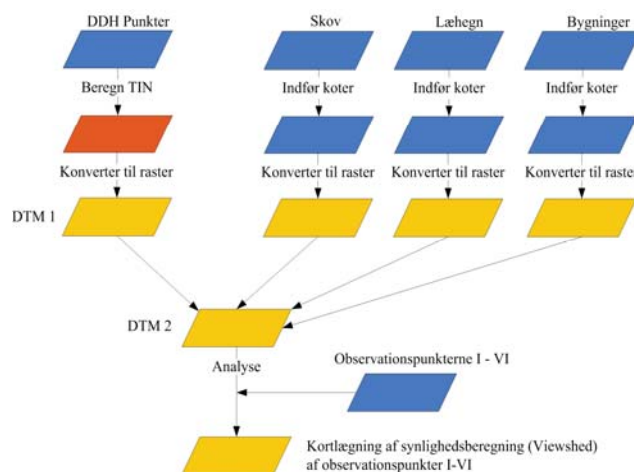 DDH Punkter
Skov
Læhegn
Bygninger
Beregn TIN
Indfør koter
Indfør koter
Indfør koter
Konverter til raster
Konverter til raster
Konverter til raster
Konverter til raster
DTM 1
DTM 2
Analyse
Observationspunkterne I - VI
Kortlægning af synlighedsberegning (Viewshed)
af observationspunkter I-VI